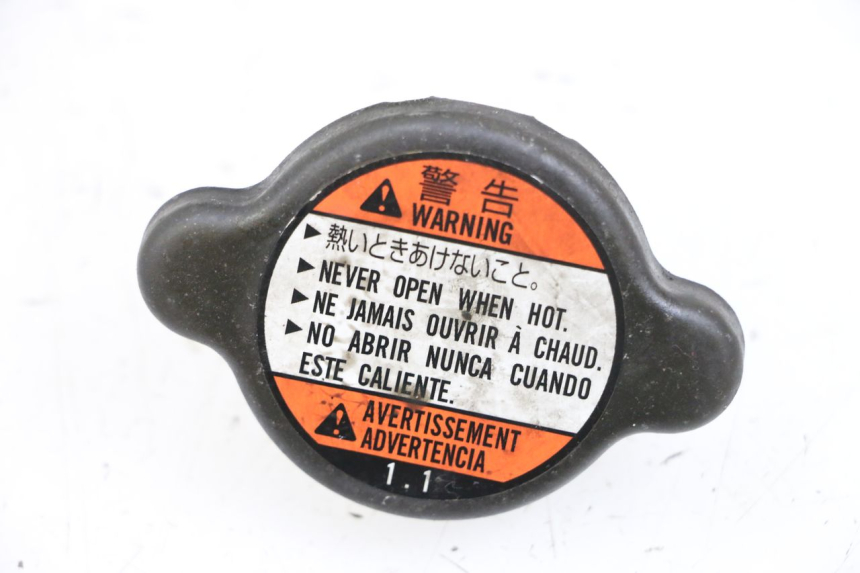 警告
WARNING
▶ 熱いときあけないこと。
▶ NEVER OPEN WHEN HOT.
▶ NE JAMAIS OUVRIR À CHAUD.
▶ NO ABRIR NUNCA CUANDO
ESTE CALIENTE.
AVERTISSEMENT
ADVERTENCIA
1.1